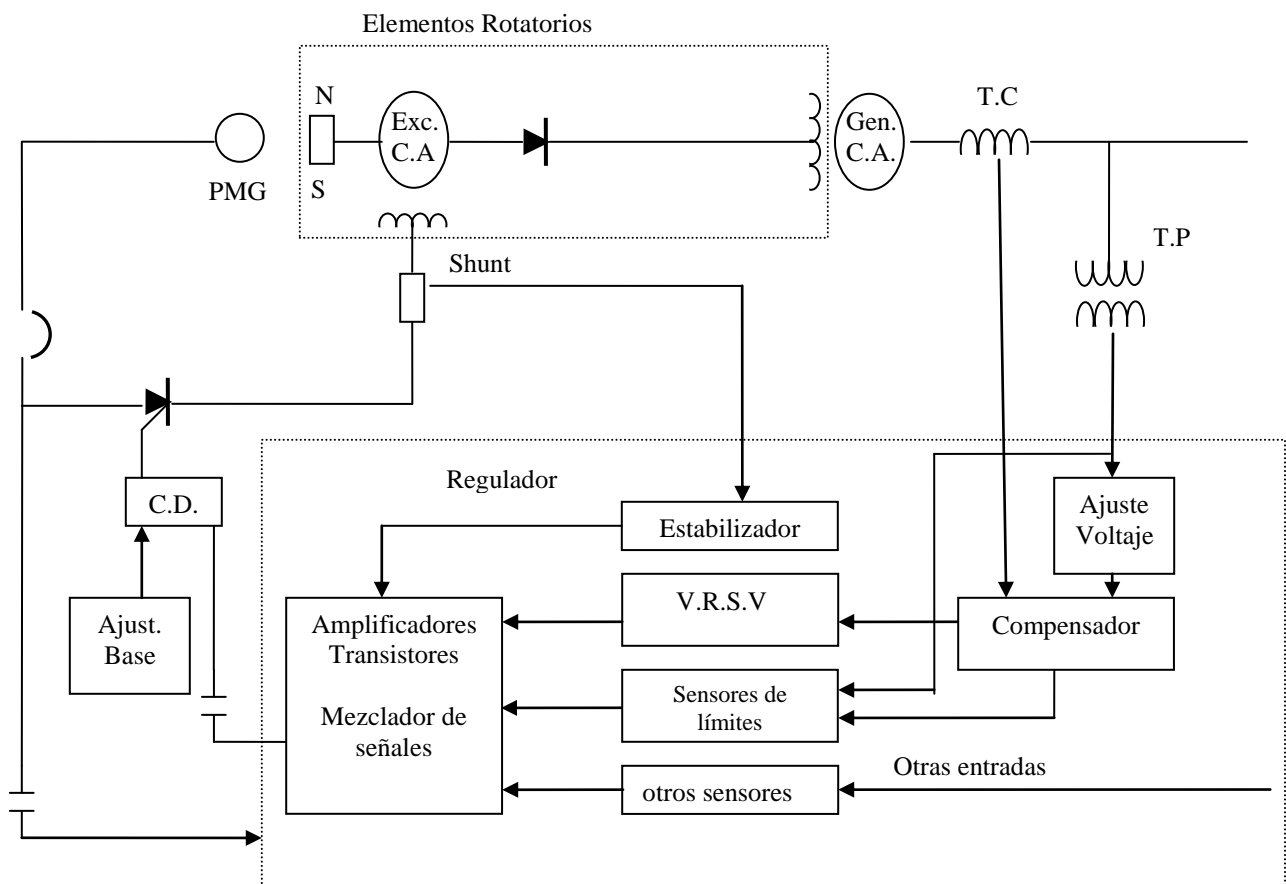 Elementos Rotatorios
N
S
PMG
Exc.
C.A
Gen.
C.A.
T.C
T.P
Shunt
Regulador
C.D.
Ajust.
Base
Estabilizador
Ajuste
Voltaje
V.R.S.V
Compensador
Amplificadores
Transistores
Mezclador de
señales
Sensores de
límites
Otras entradas
otros sensores